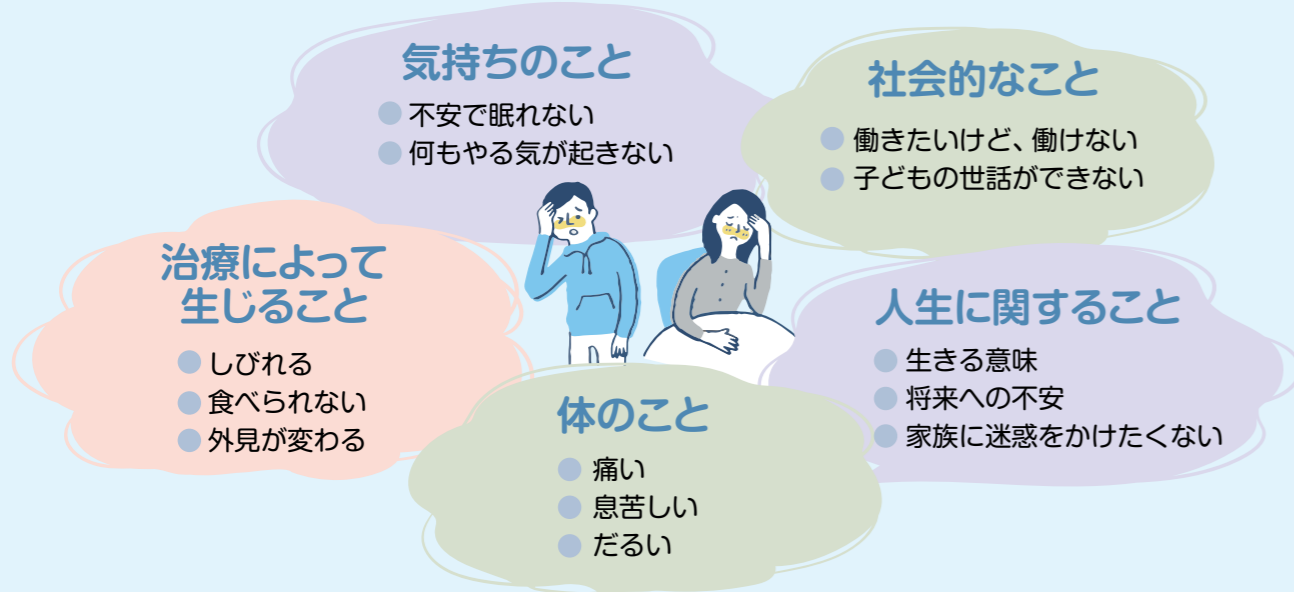 気持ちのこと
不安で眠れない
何もやる気が起きない
社会的なこと
働きたいけど、働けない
子どもの世話ができない
治療によって
生じること
しびれる
食べられない
外見が変わる
体のこと
痛い
息苦しい
だるい
人生に関すること
生きる意味
将来への不安
家族に迷惑をかけたくない